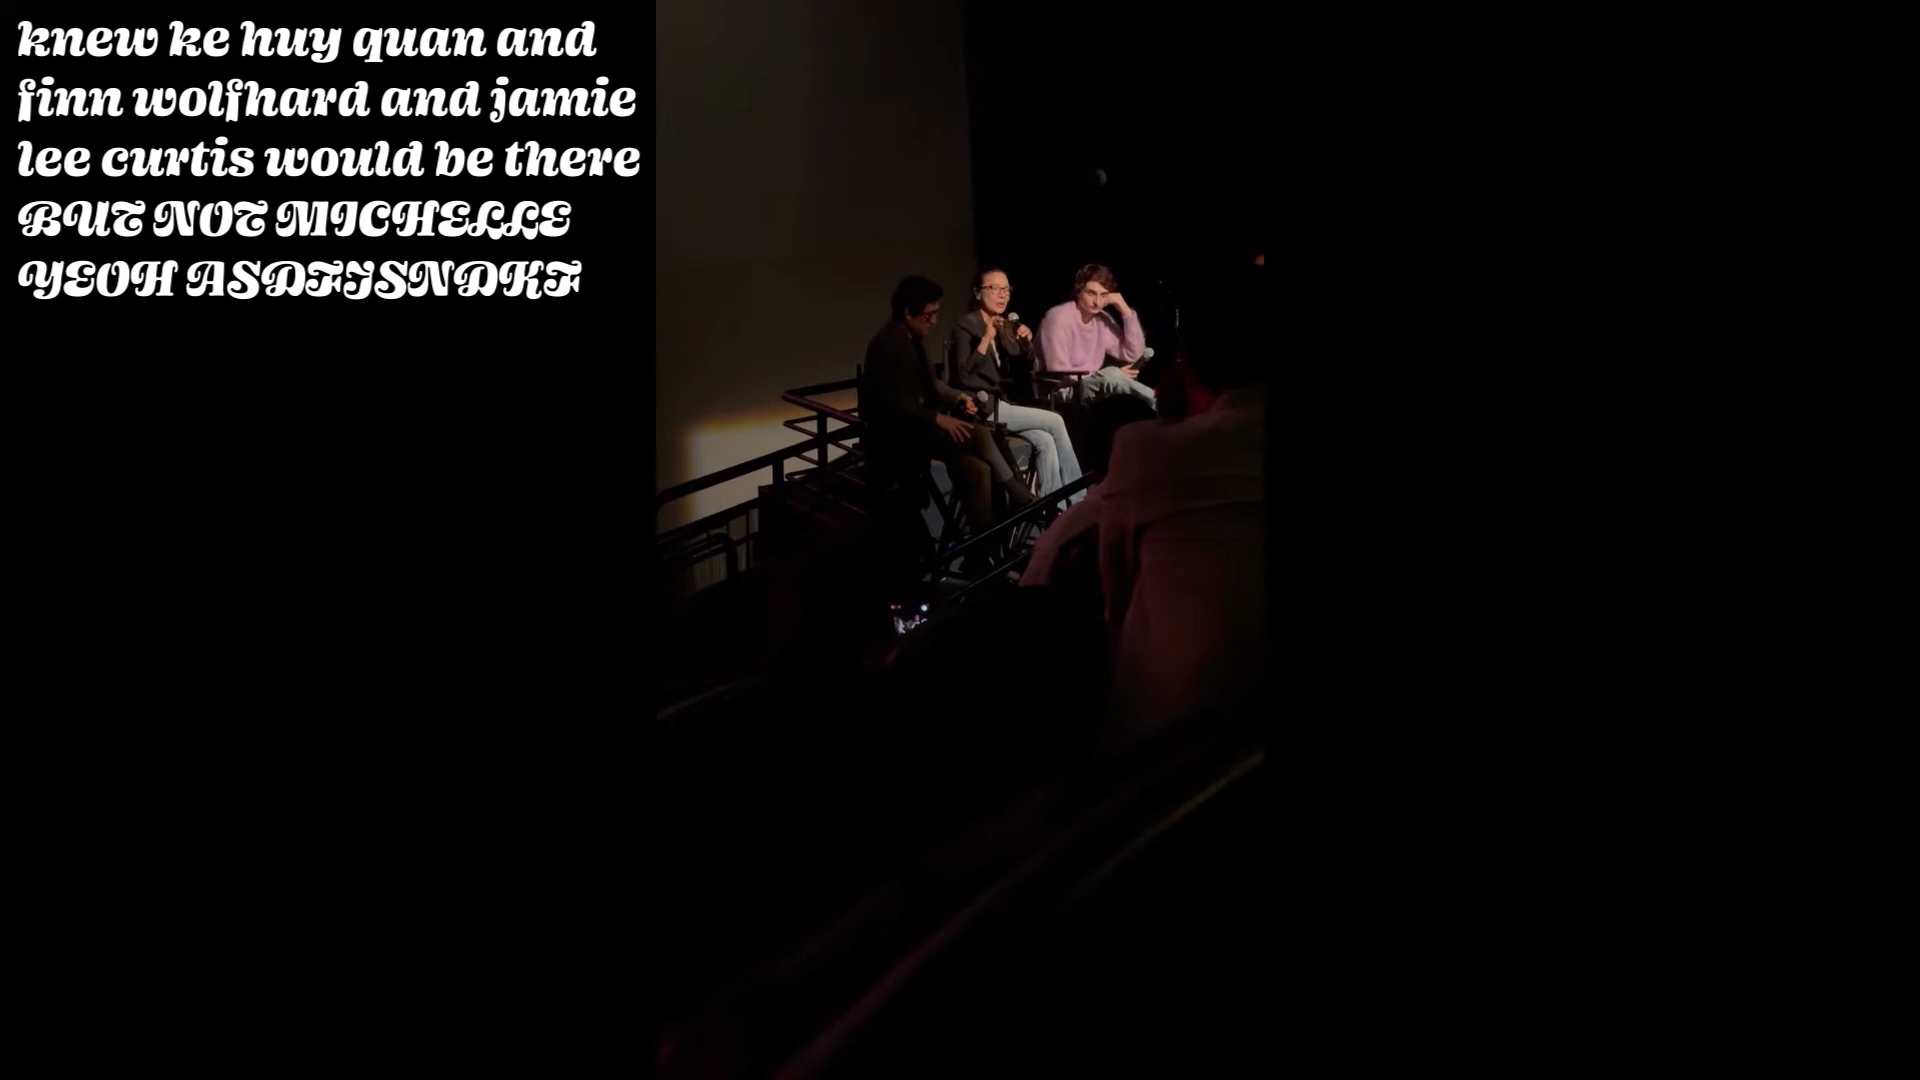 knew ke huy quan and
finn wolfhard and jamie
lee curtis would be there
BUT NOT MICHELLE
YEOH ASDFJSNDKF